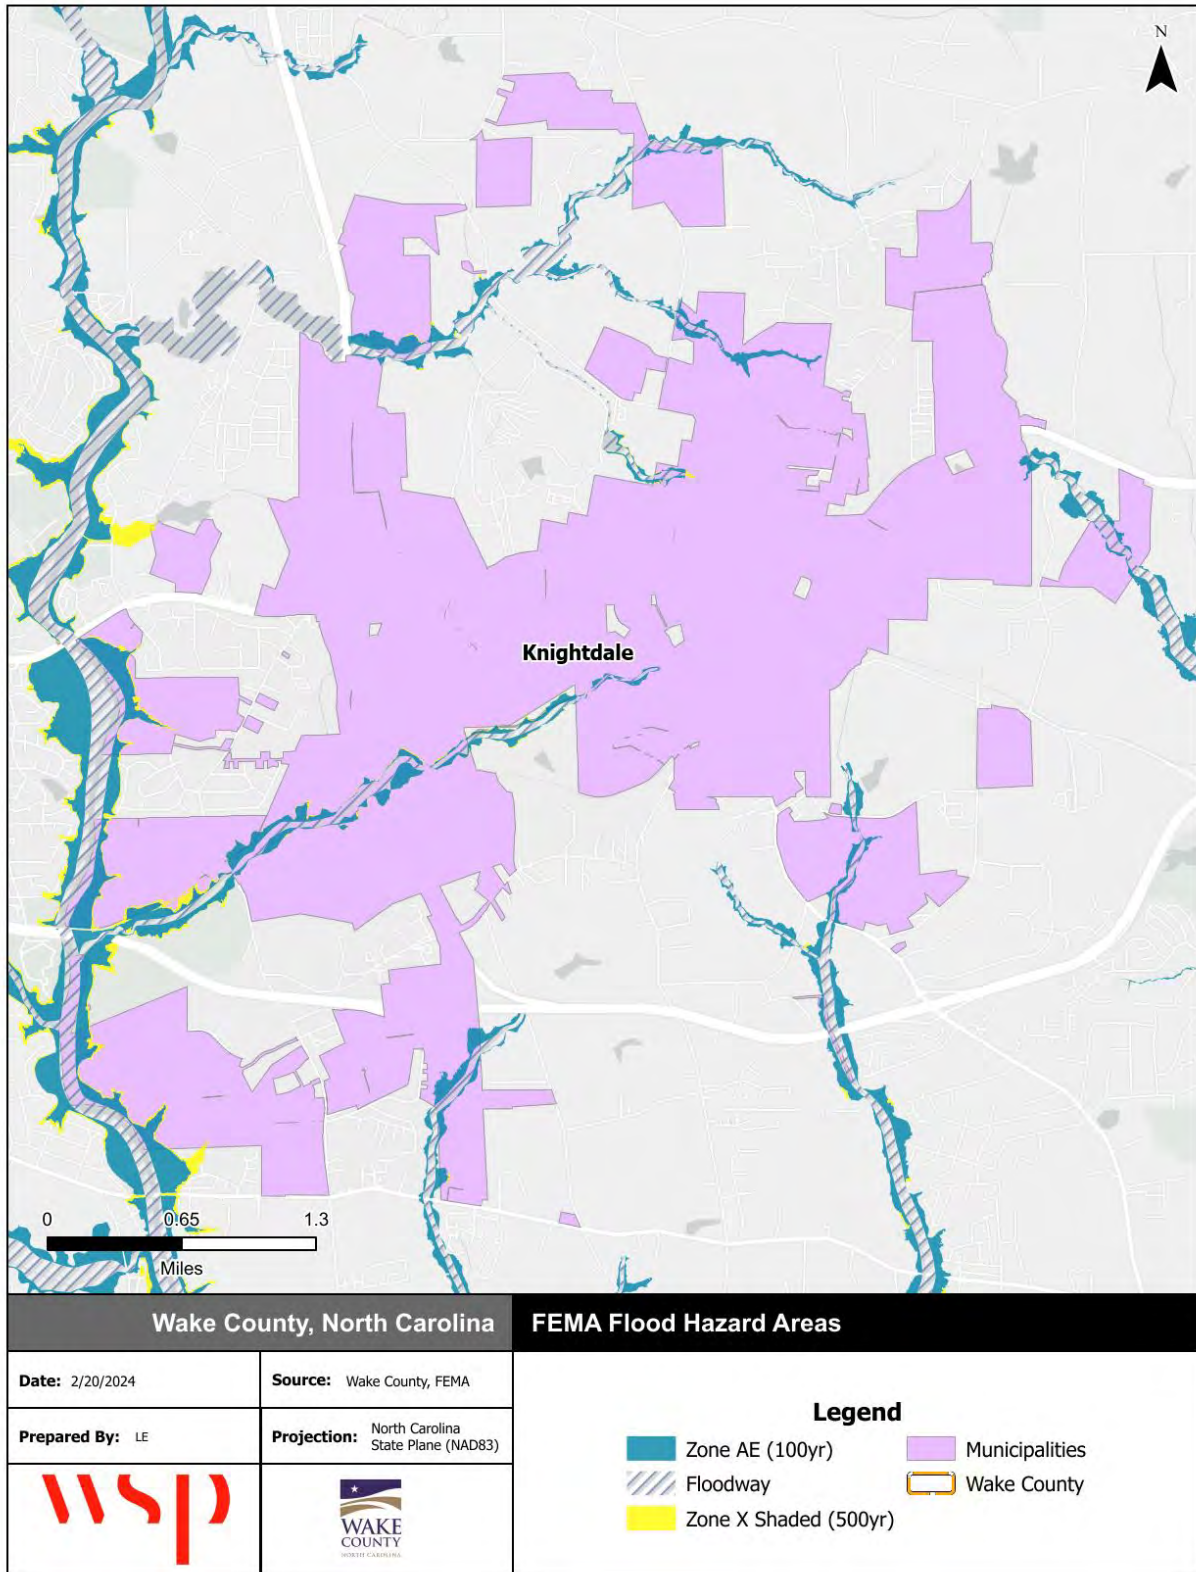 N
Knightdale
0 0.65 1.3
Miles
Wake County, North Carolina
FEMA Flood Hazard Areas
Date: 2/20/2024
Source: Wake County, FEMA
Prepared By: LE
Projection: North Carolina
State Plane (NAD83)
wsp
WAKE
COUNTY
NORTH CAROLINA
Legend
Zone AE (100yr)
Floodway
Zone X Shaded (500yr)
Municipalities
Wake County